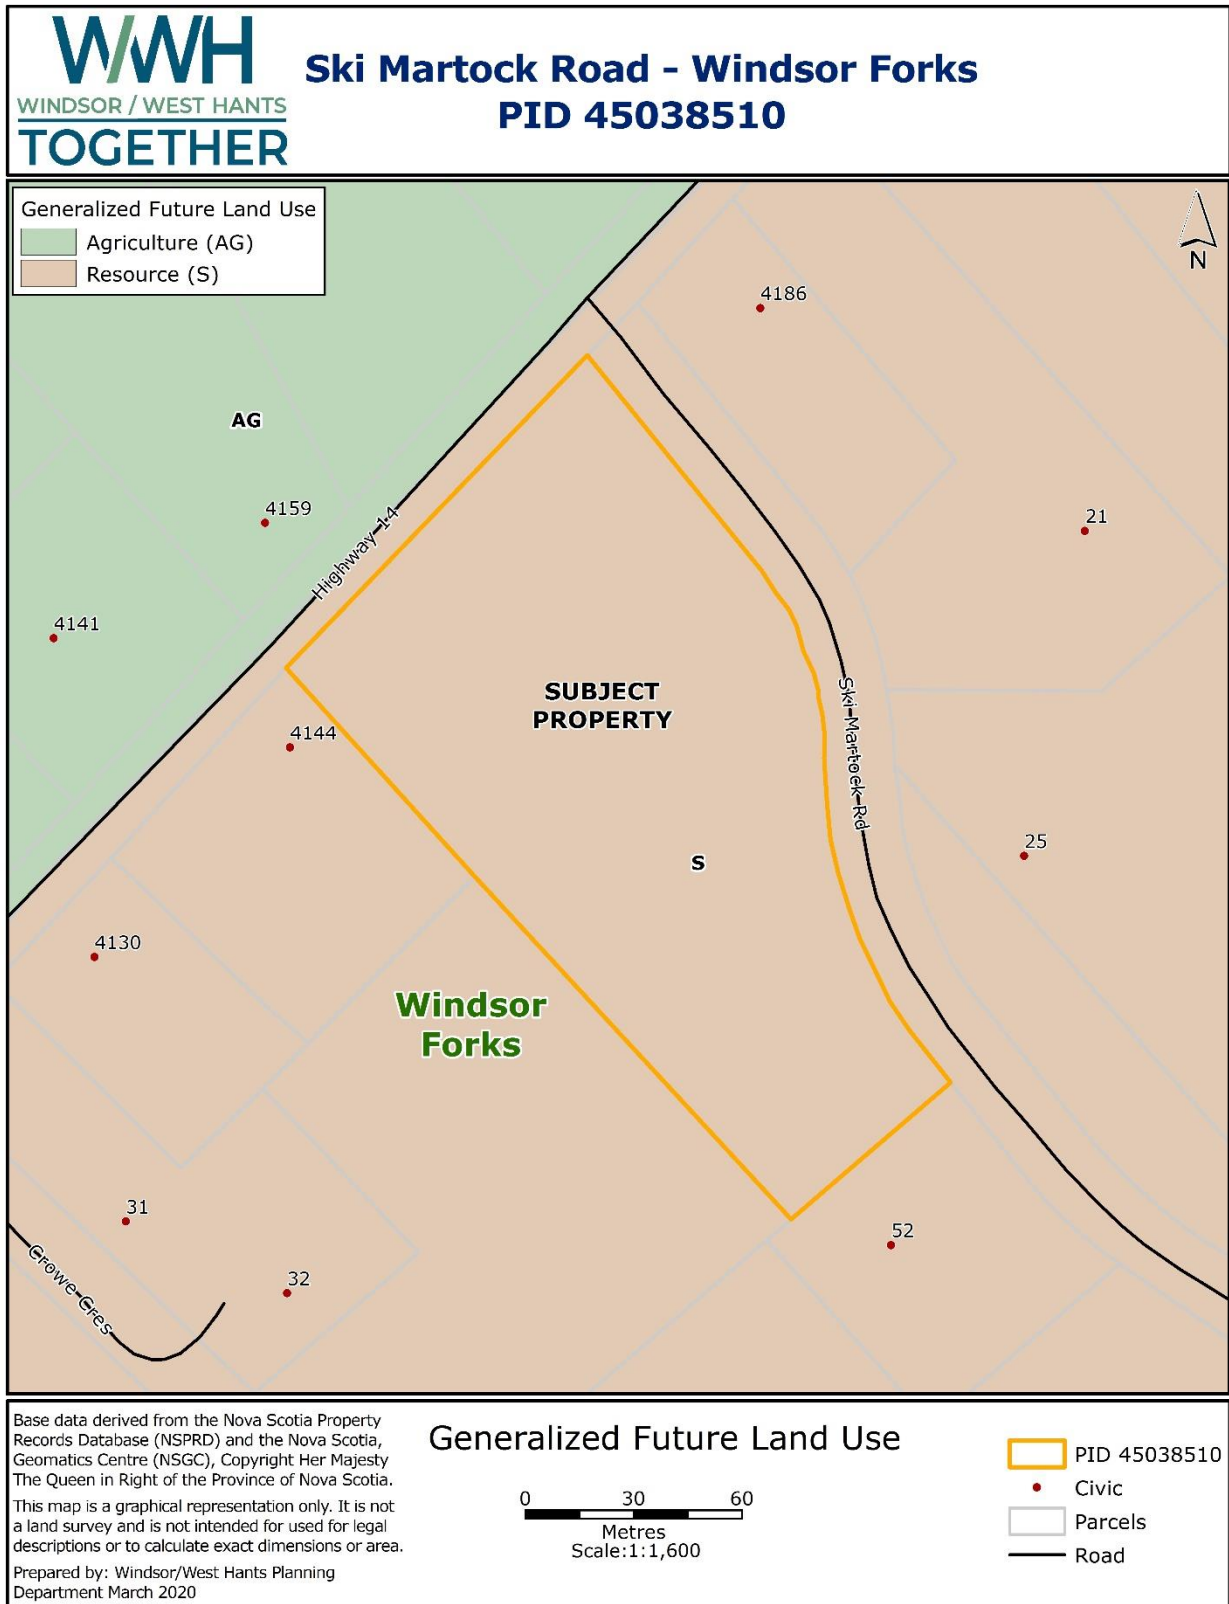 WWH
WINDSOR / WEST HANTS
TOGETHER
Ski Martock Road - Windsor Forks
PID 45038510
Generalized Future Land Use
Agriculture (AG)
Resource (S)
N
4186
AG
4159
21
Highway 14
4141
SUBJECT
PROPERTY
Ski Martock Rd
4144
25
S
4130
Windsor
Forks
31
52
32
Crowe Cres
Base data derived from the Nova Scotia Property
Records Database (NSPRD) and the Nova Scotia,
Geomatics Centre (NSGC), Copyright Her Majesty
The Queen in Right of the Province of Nova Scotia.
This map is a graphical representation only. It is not
a land survey and is not intended for used for legal
descriptions or to calculate exact dimensions or area.
Prepared by: Windsor/West Hants Planning
Department March 2020
Generalized Future Land Use
0 30 60
Metres
Scale:1:1,600
PID 45038510
Civic
Parcels
Road